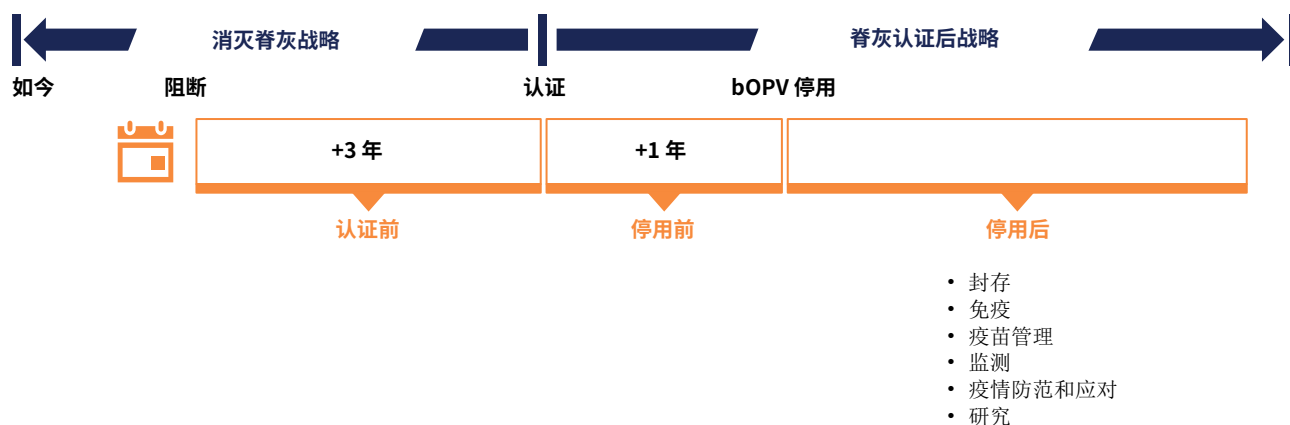 消灭脊灰战略
脊灰认证后战略
如今
阻断
认证
bOPV 停用
+3 年
+1 年
认证前
停用前
停用后
• 封存
• 免疫
• 疫苗管理
• 监测
• 疫情防范和应对
• 研究